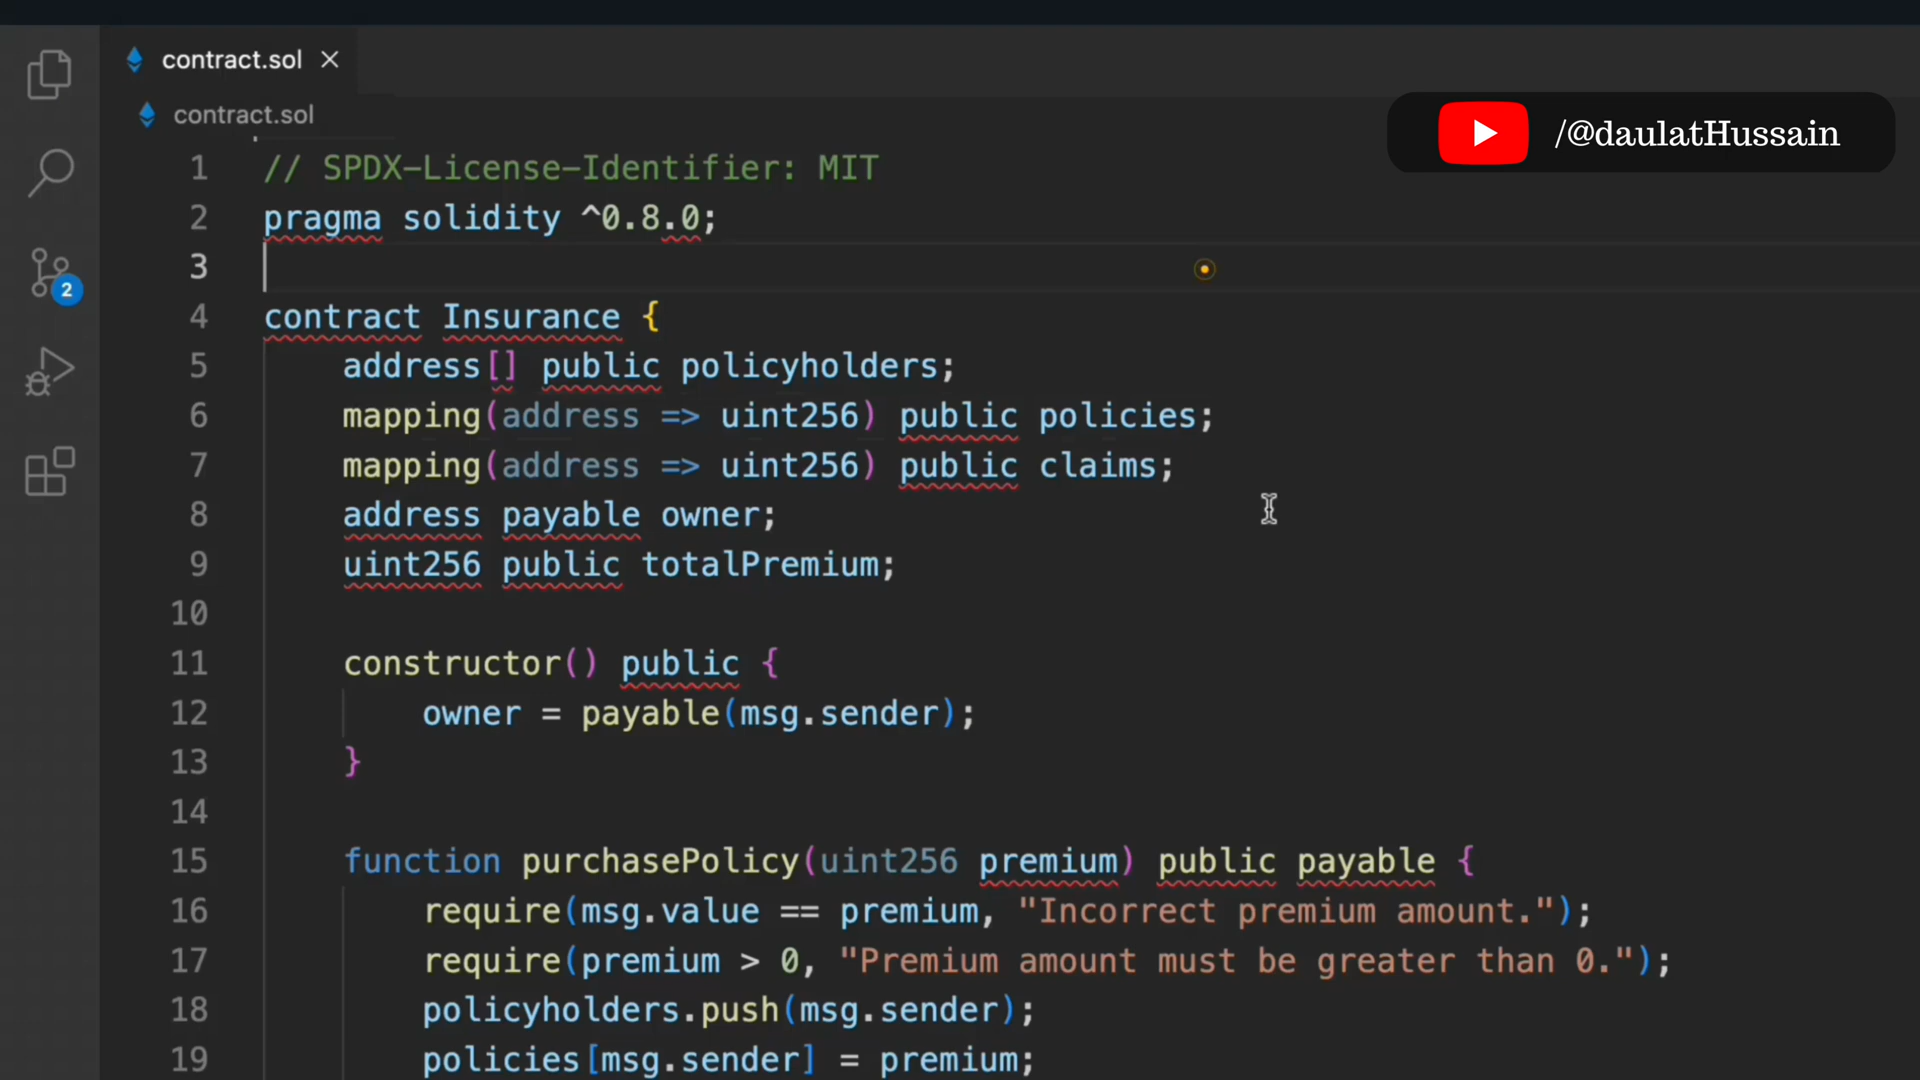 contract.sol
contract.sol
/@daulatHussain
1 // SPDX-License-Identifier: MIT
2 pragma solidity ^0.8.0;
3
4 contract Insurance {
5 address[] public policyholders;
6 mapping(address => uint256) public policies;
7 mapping(address => uint256) public claims;
8 address payable owner;
9 uint256 public totalPremium;
10
11 constructor() public {
12 owner = payable(msg.sender);
13 }
14
15 function purchasePolicy(uint256 premium) public payable {
16 require(msg.value == premium, "Incorrect premium amount.");
17 require(premium > 0, "Premium amount must be greater than 0.");
18 policyholders.push(msg.sender);
19 policies[msg.sender] = premium;
2